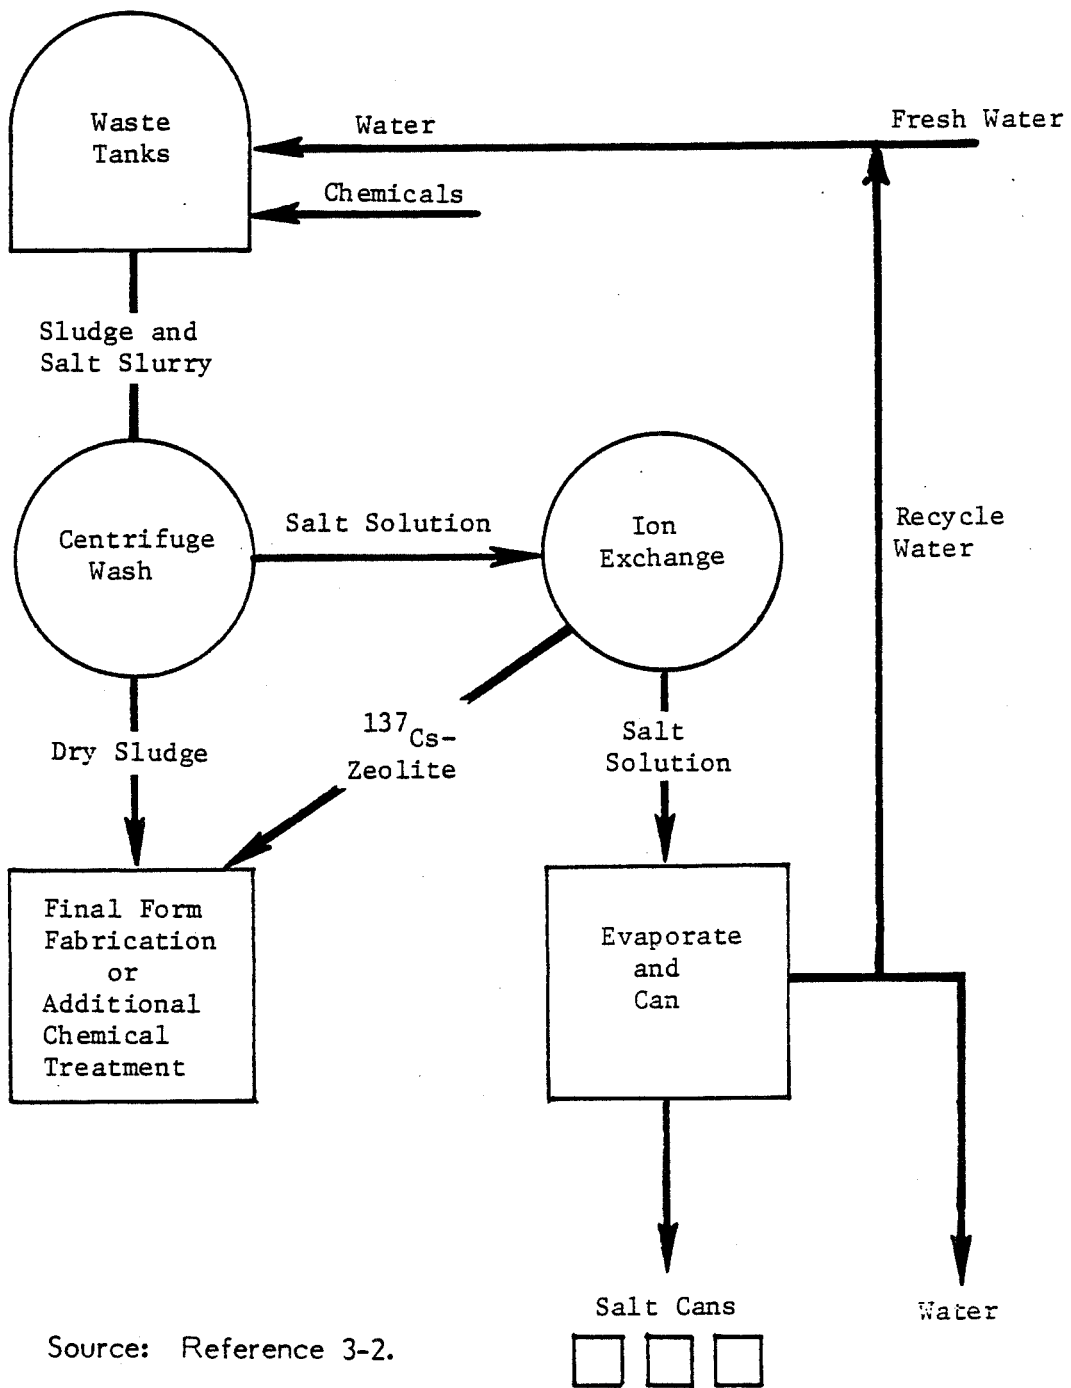 Waste
Tanks
Water
Fresh Water
Chemicals
Sludge and
Salt Slurry
Centrifuge
Wash
Salt Solution
Ion
Exchange
Recycle
Water
Dry Sludge
137Cs-
Zeolite
Salt
Solution
Final Form
Fabrication
or
Additional
Chemical
Treatment
Evaporate
and
Can
Salt Cans
Water
Source: Reference 3-2.